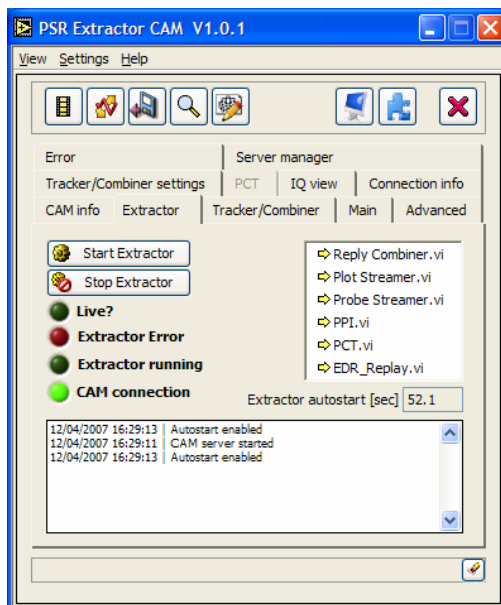 PSR Extractor CAM V1.0.1
View Settings Help
Error Server manager
Tracker/Combiner settings PCT IQ view Connection info
CAM info Extractor Tracker/Combiner Main Advanced
Start Extractor
Stop Extractor
Live?
Extractor Error
Extractor running
CAM connection
Reply Combiner.vi
Plot Streamer.vi
Probe Streamer.vi
PPI.vi
PCT.vi
EDR_Replay.vi
Extractor autostart [sec] 52.1
12/04/2007 16:29:13 | Autostart enabled
12/04/2007 16:29:11 | CAM server started
12/04/2007 16:29:13 | Autostart enabled